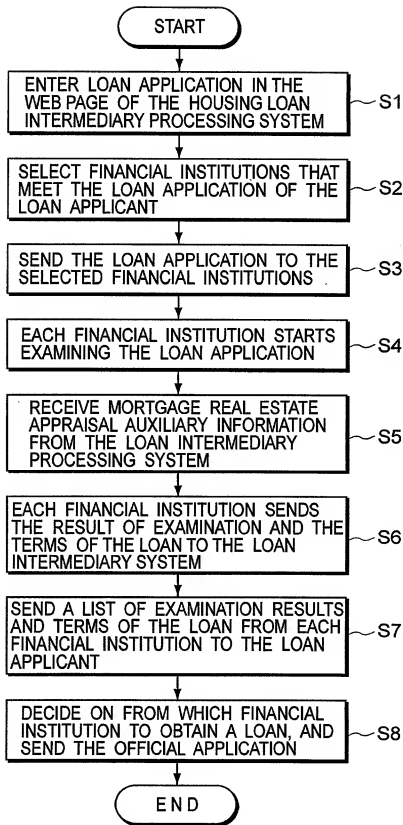 START
ENTER LOAN APPLICATION IN THE
WEB PAGE OF THE HOUSING LOAN
INTERMEDIARY PROCESSING SYSTEM
S1
SELECT FINANCIAL INSTITUTIONS THAT
MEET THE LOAN APPLICATION OF THE
LOAN APPLICANT
S2
SEND THE LOAN APPLICATION TO THE
SELECTED FINANCIAL INSTITUTIONS
S3
EACH FINANCIAL INSTITUTION STARTS
EXAMINING THE LOAN APPLICATION
S4
RECEIVE MORTGAGE REAL ESTATE
APPRAISAL AUXILIARY INFORMATION
FROM THE LOAN INTERMEDIARY
PROCESSING SYSTEM
S5
EACH FINANCIAL INSTITUTION SENDS
THE RESULT OF EXAMINATION AND THE
TERMS OF THE LOAN TO THE LOAN
INTERMEDIARY SYSTEM
S6
SEND A LIST OF EXAMINATION RESULTS
AND TERMS OF THE LOAN FROM EACH
FINANCIAL INSTITUTION TO THE LOAN
APPLICANT
S7
DECIDE ON FROM WHICH FINANCIAL
INSTITUTION TO OBTAIN A LOAN, AND
SEND THE OFFICIAL APPLICATION
S8
END